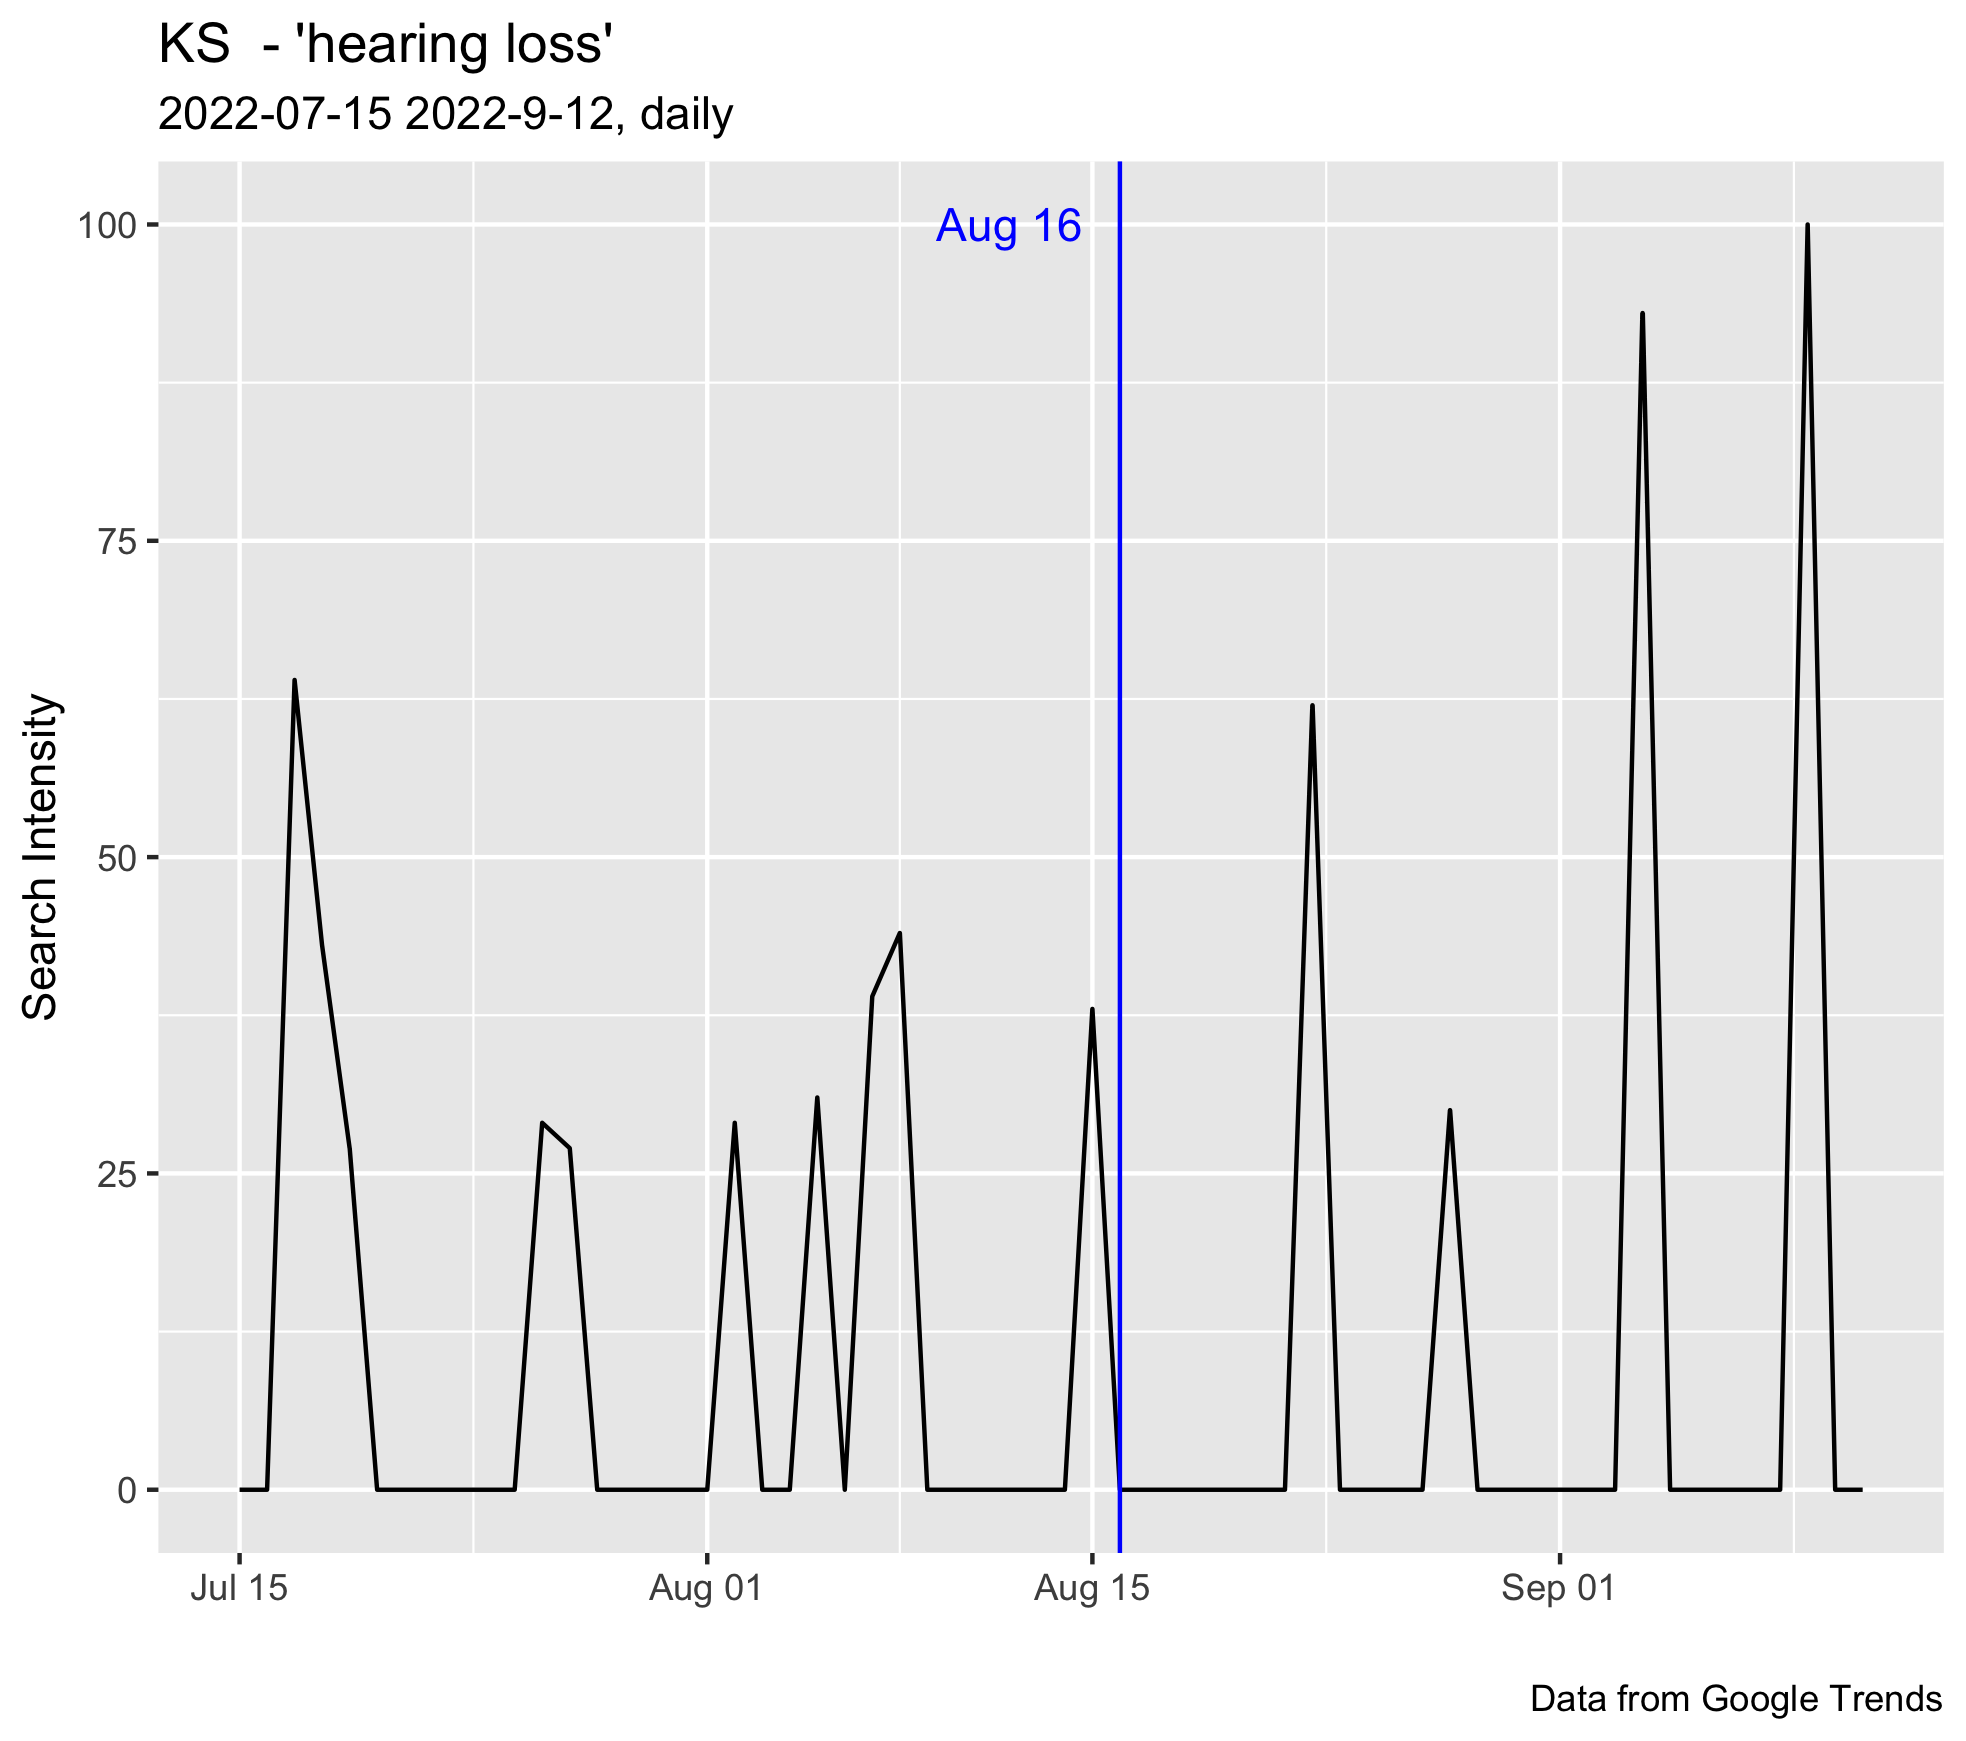 KS  - 'hearing loss'
2022-07-15 2022-9-12, daily
Aug 16
100
75
50
25
0
Search Intensity
Jul 15
Aug 01
Aug 15
Sep 01
Data from Google Trends